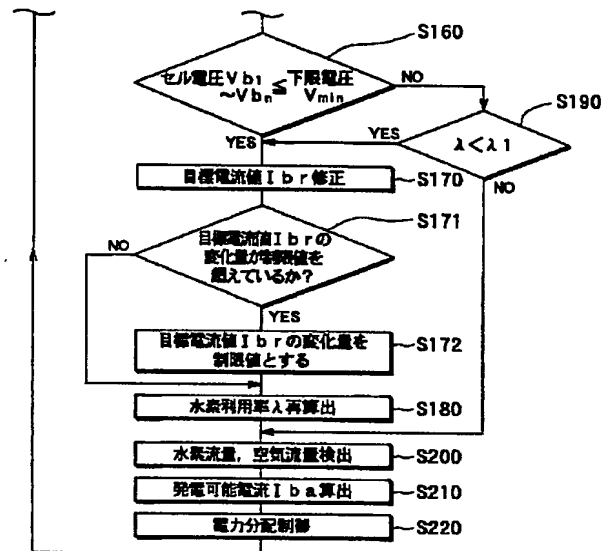 S160
セル電圧Vb1 下限電圧
~Vbn ≦ Vmin
NO
S190
YES
YES
λ<λ1
NO
目標電流値Ibr修正
S170
S171
目標電流値Ibrの
変化量が制限値を
超えているか?
NO
YES
目標電流値Ibrの変化量を
制限値とする
S172
水素利用率λ再算出
S180
水素流量,空気流量検出
S200
発電可能電流Iba算出
S210
電力分配制御
S220